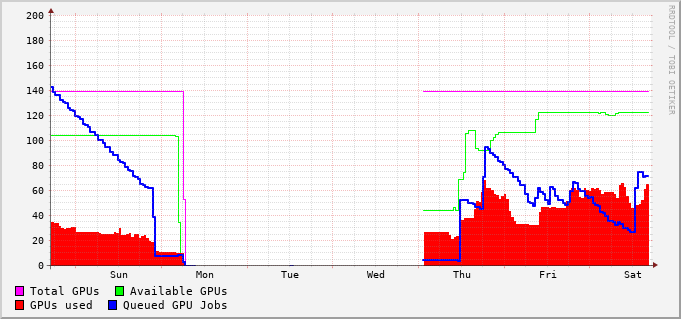 200
180
160
140
120
100
80
60
40
20
0
Sun Mon Tue Wed Thu Fri Sat
Total GPUs Available GPUs
GPUs used Queued GPU Jobs
RRDTOOL / TOBI OETIKER